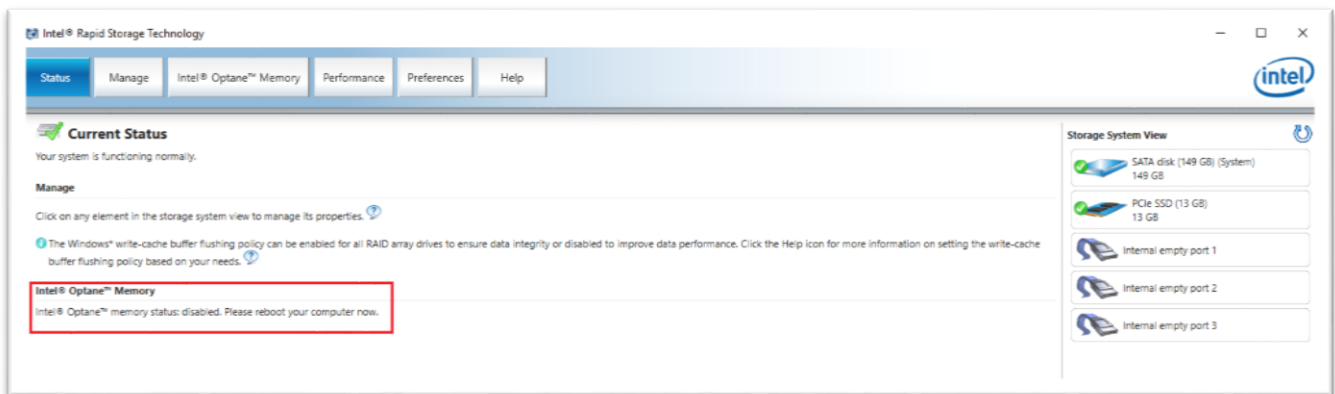 Intel® Rapid Storage Technology
Status
Manage
Intel® Optane™ Memory
Performance
Preferences
Help
intel
Current Status
Your system is functioning normally.
Manage
Click on any element in the storage system view to manage its properties.
The Windows* write-cache buffer flushing policy can be enabled for all RAID array drives to ensure data integrity or disabled to improve data performance. Click the Help icon for more information on setting the write-cache
buffer flushing policy based on your needs.
Intel® Optane™ Memory
Intel® Optane™ memory status: disabled. Please reboot your computer now.
Storage System View
SATA disk (149 GB) (System)
149 GB
PCIe SSD (13 GB)
13 GB
Internal empty port 1
Internal empty port 2
Internal empty port 3